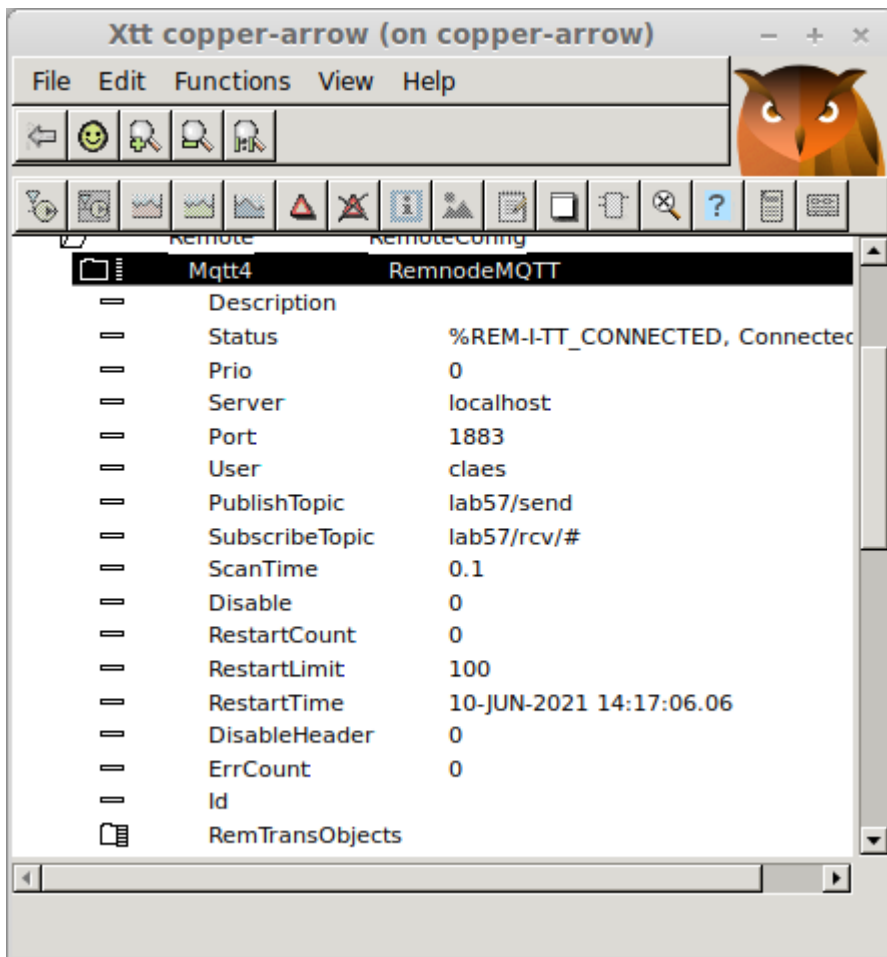 Xtt copper-arrow (on copper-arrow)
File Edit Functions View Help
Remote RemoteConfig
Mqtt4 RemnodeMQTT
Description
Status %REM-I-TT_CONNECTED, Connected
Prio 0
Server localhost
Port 1883
User claes
PublishTopic lab57/send
SubscribeTopic lab57/rcv/#
ScanTime 0.1
Disable 0
RestartCount 0
RestartLimit 100
RestartTime 10-JUN-2021 14:17:06.06
DisableHeader 0
ErrCount 0
Id
RemTransObjects